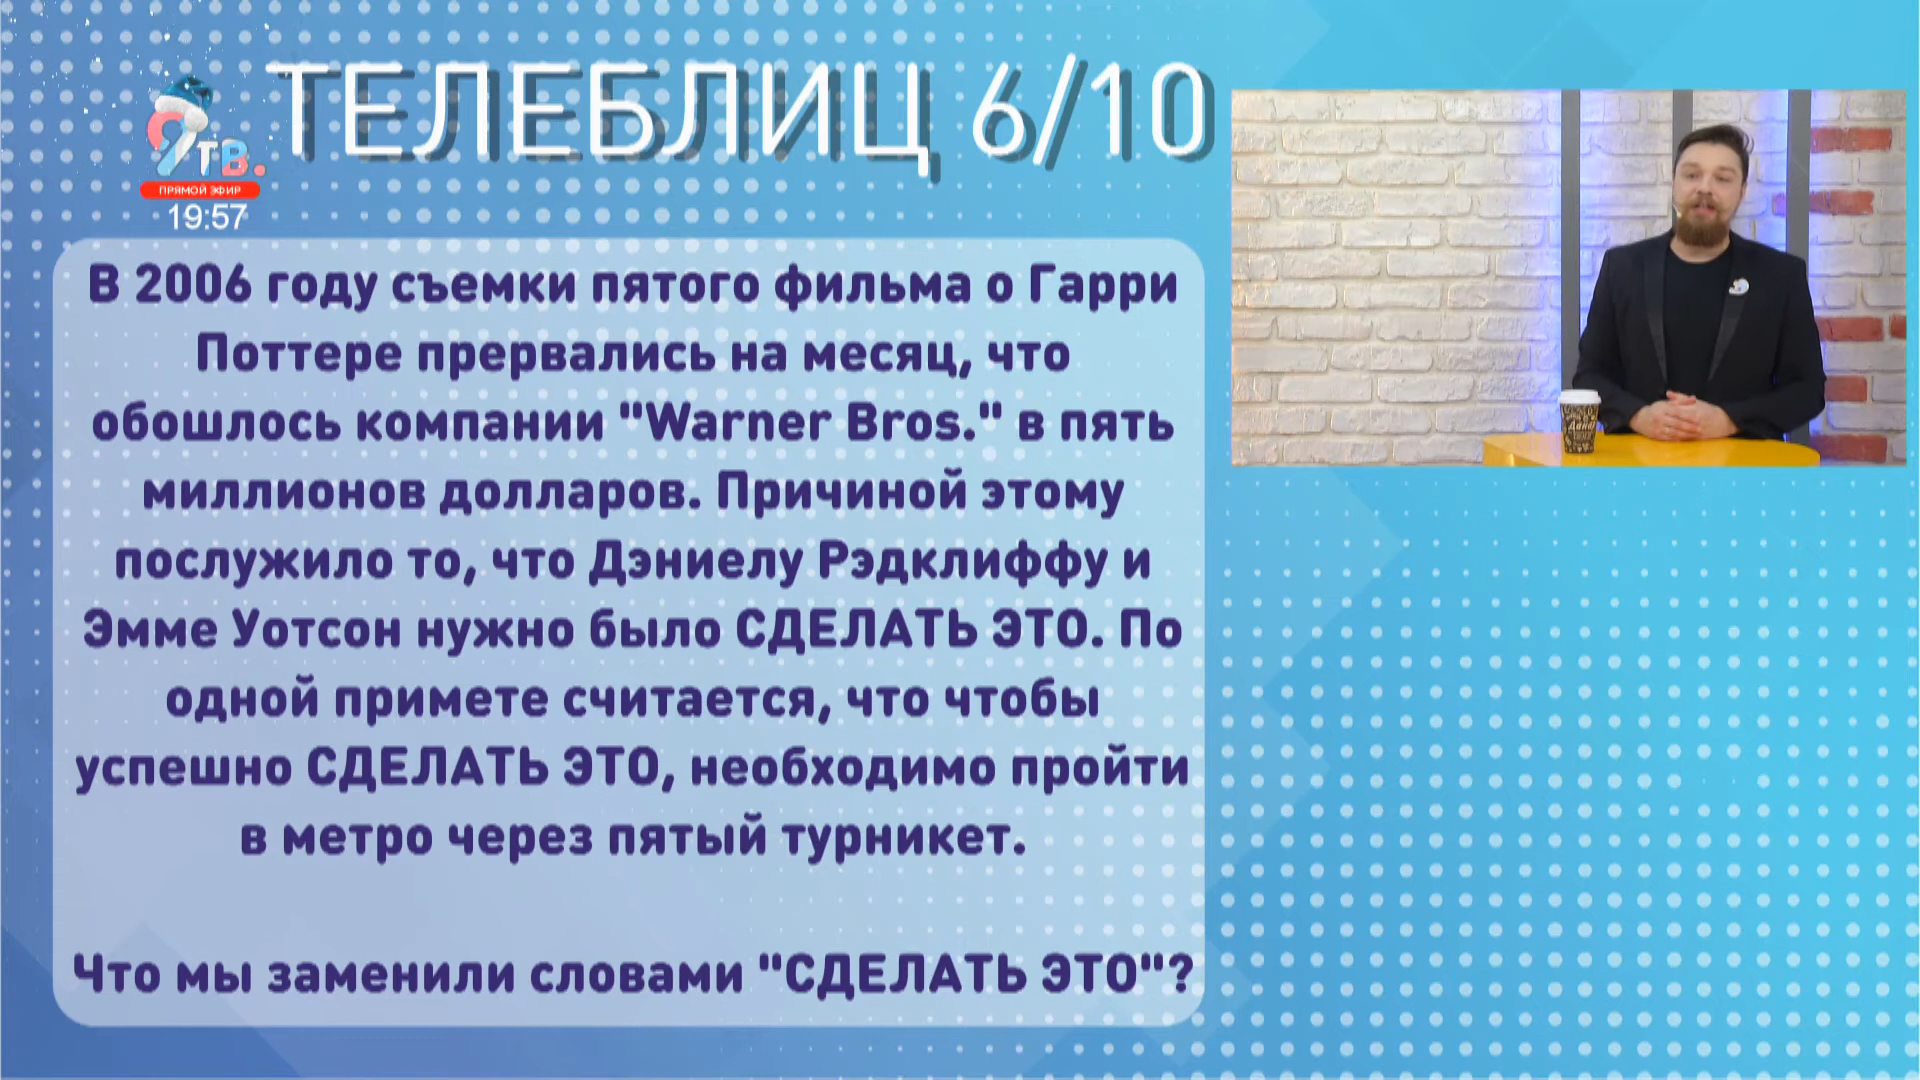 ТЕЛЕБЛИЦ 6/10
9ТВ.
ПРЯМОЙ ЭФИР
19:57
В 2006 году съемки пятого фильма о Гарри
Поттере прервались на месяц, что
обошлось компании "Warner Bros." в пять
миллионов долларов. Причиной этому
послужило то, что Дэниелу Рэдклиффу и
Эмме Уотсон нужно было СДЕЛАТЬ ЭТО. По
одной примете считается, что чтобы
успешно СДЕЛАТЬ ЭТО, необходимо пройти
в метро через пятый турникет.
Что мы заменили словами "СДЕЛАТЬ ЭТО"?